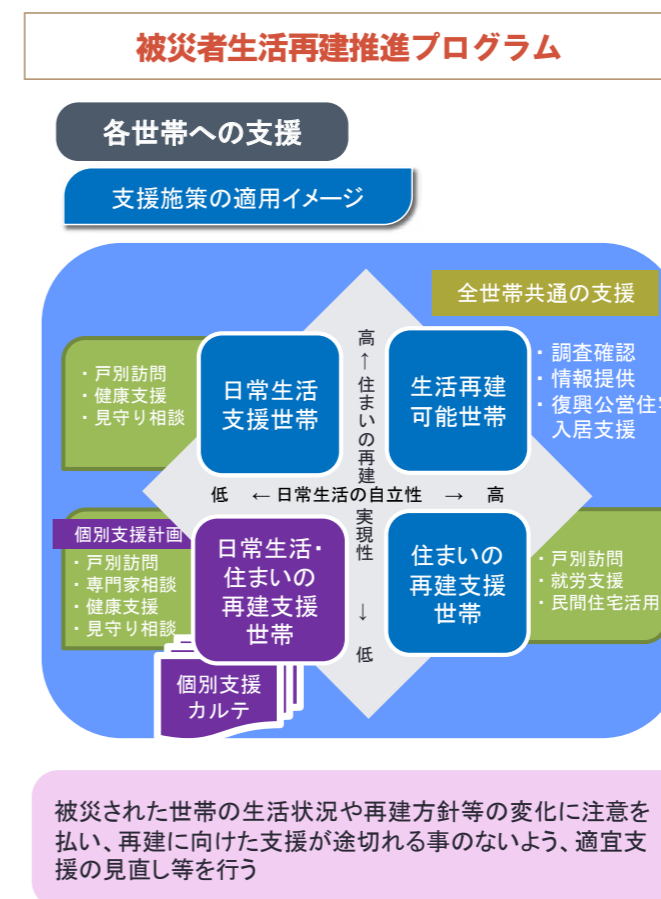 被災者生活再建推進プログラム
各世帯への支援
支援施策の適用イメージ
全世帯共通の支援
・戸別訪問
・健康支援
・見守り相談
日常生活
支援世帯
高↑住まいの再建
生活再建
可能世帯
・調査確認
・情報提供
・復興公営住宅
入居支援
低 ←日常生活の自立性 → 高
個別支援計画
・戸別訪問
・専門家相談
・健康支援
・見守り相談
日常生活・
住まいの
再建支援
世帯
実現性 ↓ 低
住まいの
再建支援
世帯
・戸別訪問
・就労支援
・民間住宅活用
個別支援
カルテ
被災された世帯の生活状況や再建方針等の変化に注意を
払い、再建に向けた支援が途切れる事のないよう、適宜支
援の見直し等を行う